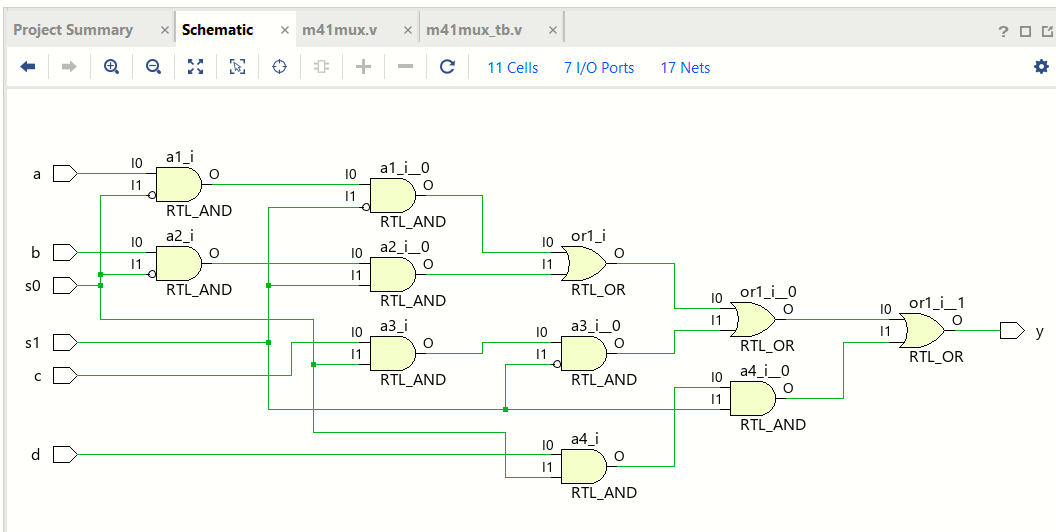 Project Summary × Schematic × m41mux.v × m41mux_tb.v × ?
11 Cells 7 I/O Ports 17 Nets
a1_i
a I0 O
I1
RTL_AND
a1_i__0
I0 O
I1
RTL_AND
a2_i
b I0 O
I1
RTL_AND
s0
a2_i__0
I0 O
I1
RTL_AND
or1_i
I0 O
I1
RTL_OR
or1_i__0
I0 O
I1
RTL_OR
or1_i__1
I0 O
I1 y
RTL_OR
s1
c
a3_i
I0 O
I1
RTL_AND
a3_i__0
I0 O
I1
RTL_AND
a4_i__0
I0 O
I1
RTL_AND
d
a4_i
I0 O
I1
RTL_AND